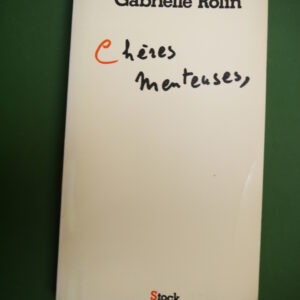 Gabrielle Rolin
Chères
menteuses,
Stock